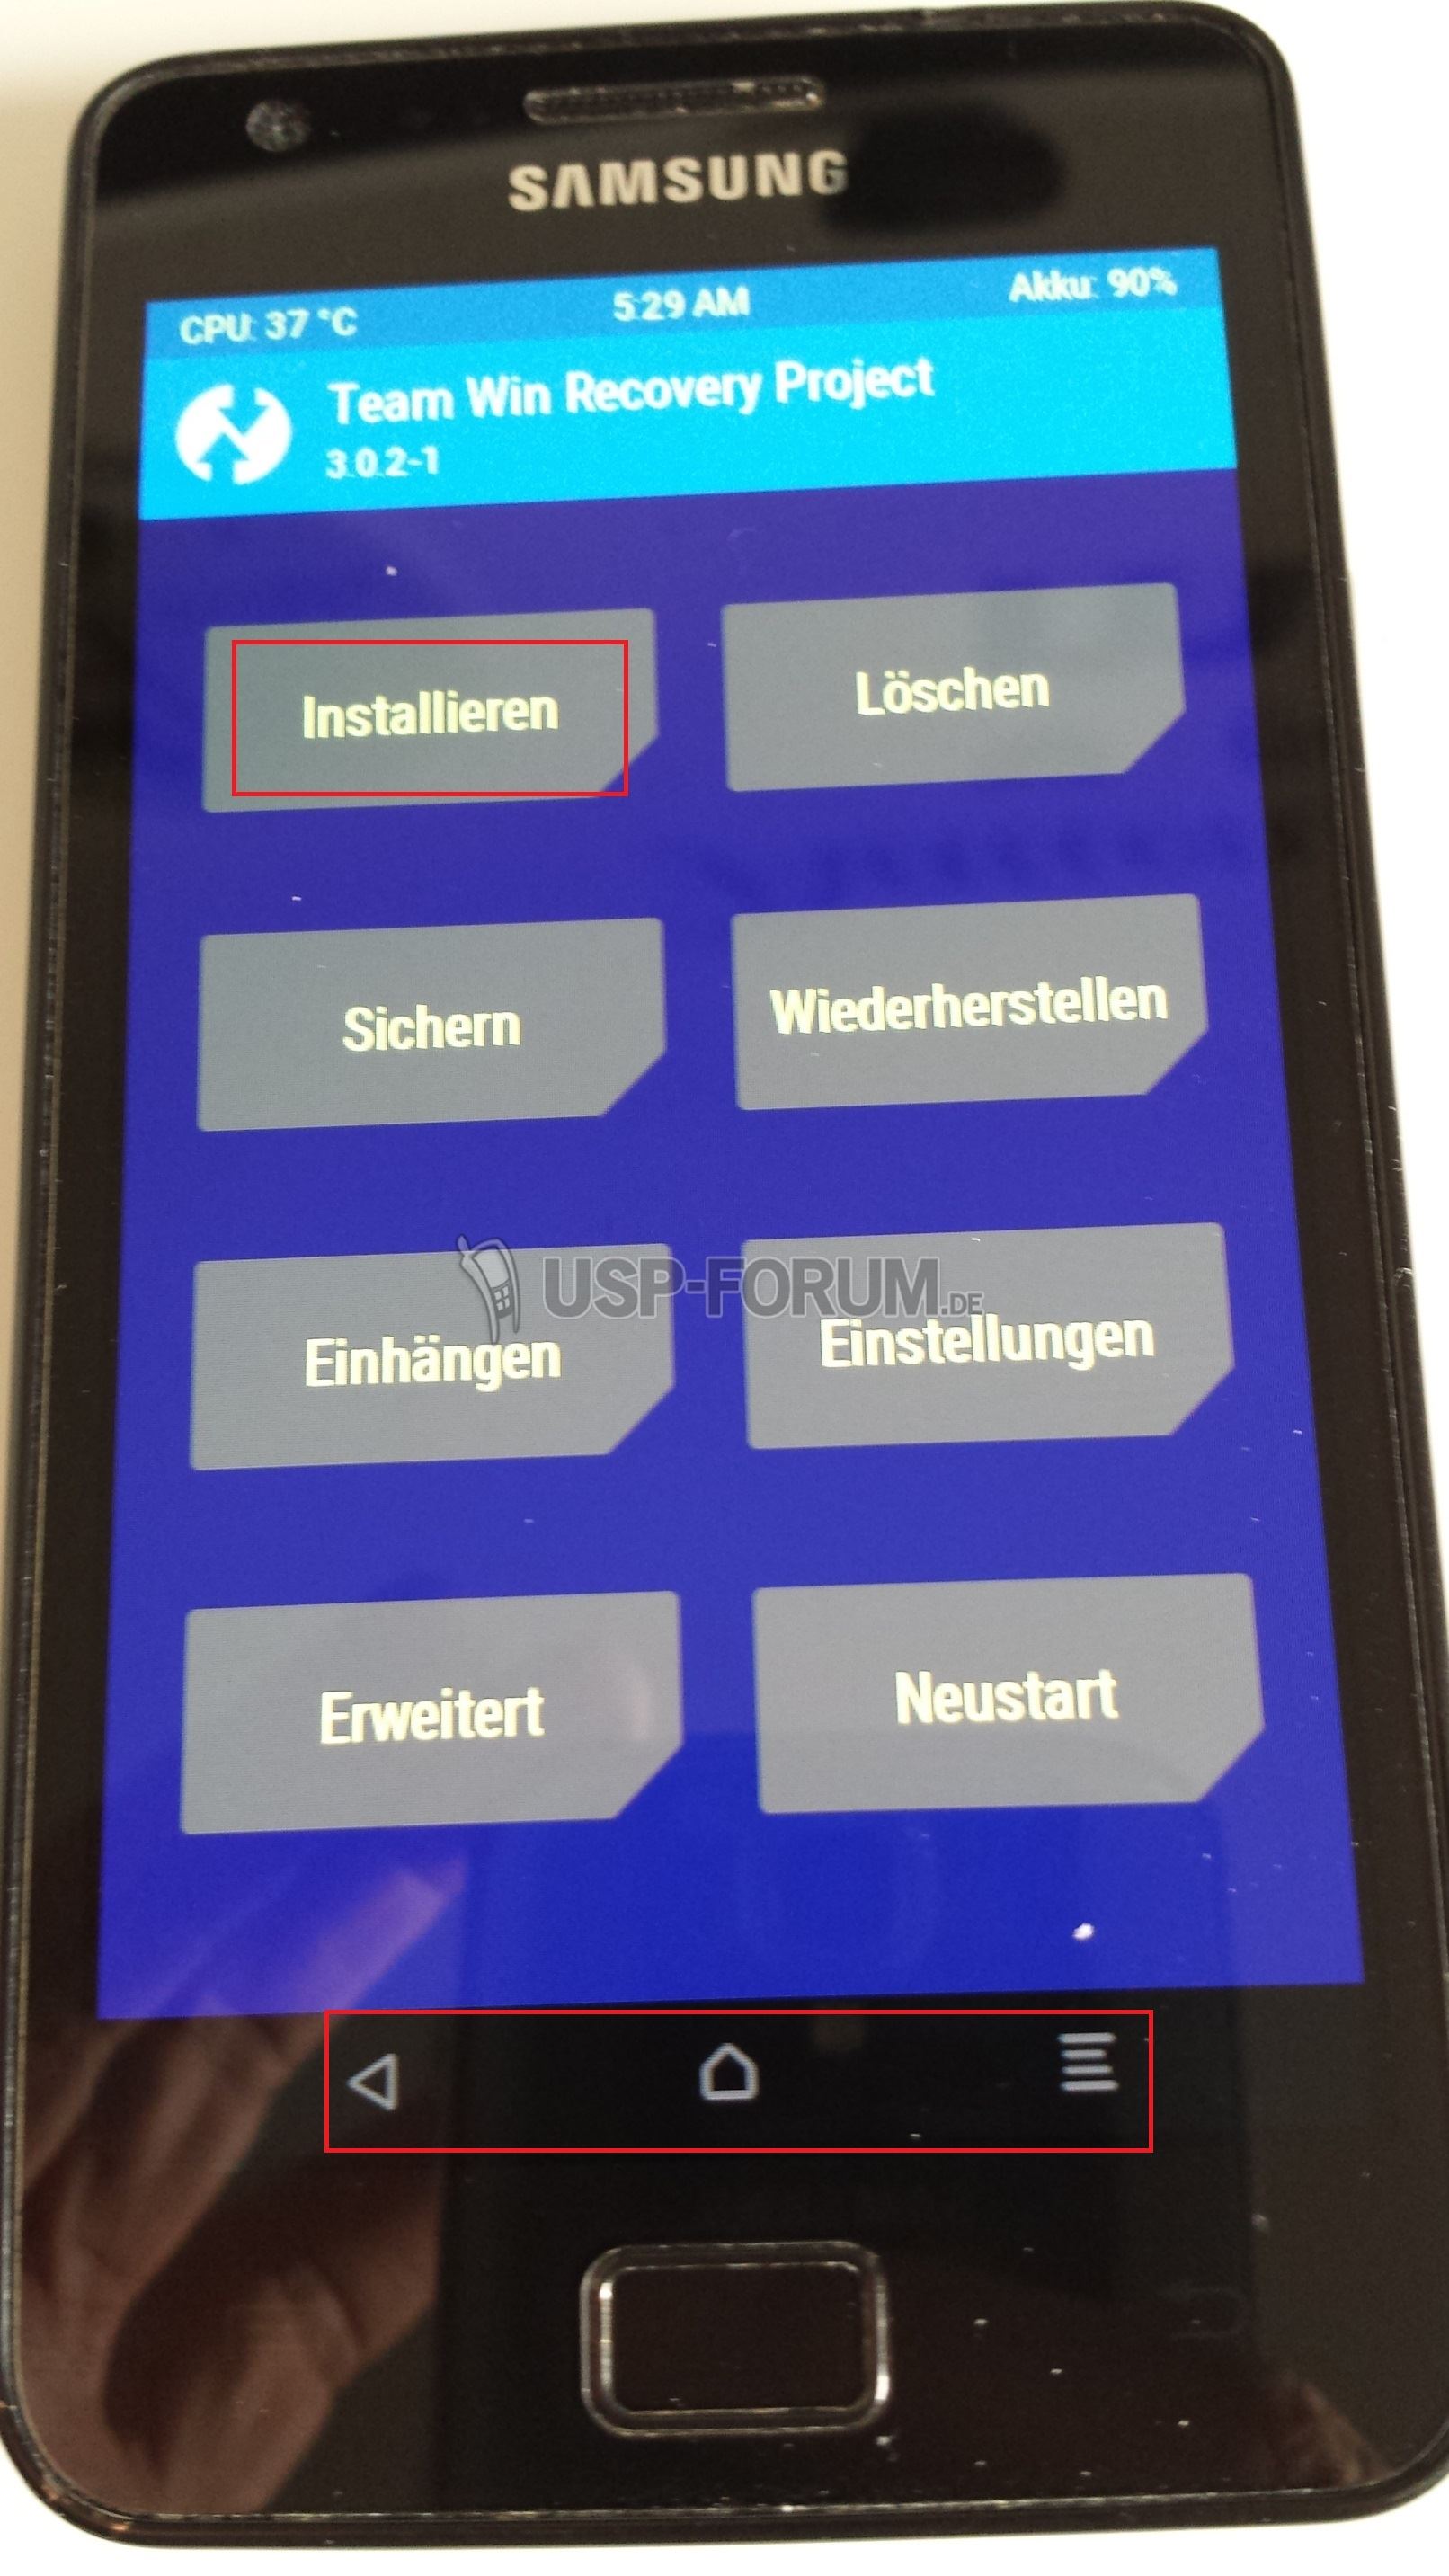 SAMSUNG
CPU: 37 °C 5:29 AM Akku: 90%
Team Win Recovery Project
3.0.2-1
Installieren Löschen
Sichern Wiederherstellen
USP-FORUM.DE
Einhängen Einstellungen
Erweitert Neustart